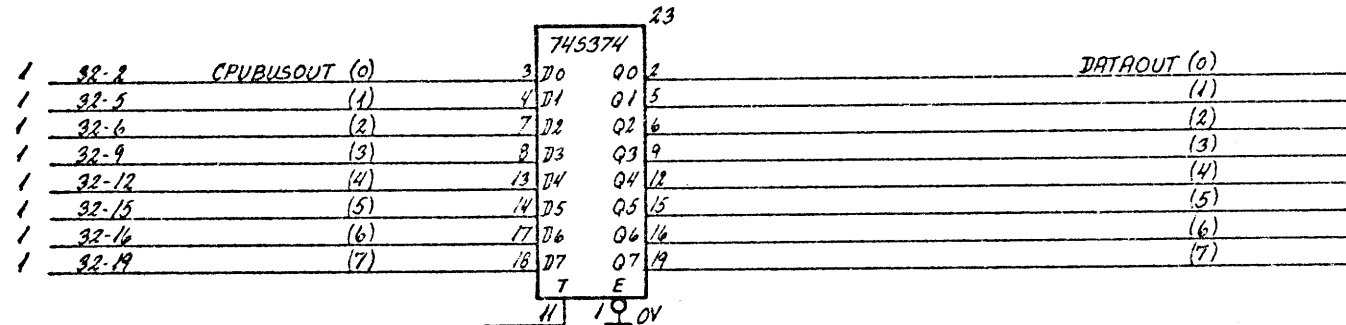 23
74S374
1 32-2 CPUBUSOUT (0) 3 D0 Q0 2 DATAOUT (0)
1 32-5 (1) 4 D1 Q1 5 (1)
1 32-6 (2) 7 D2 Q2 6 (2)
1 32-9 (3) 8 D3 Q3 9 (3)
1 32-12 (4) 13 D4 Q4 12 (4)
1 32-15 (5) 14 D5 Q5 15 (5)
1 32-16 (6) 17 D6 Q6 16 (6)
1 32-19 (7) 18 D7 Q7 19 (7)
T E
11 1 0V